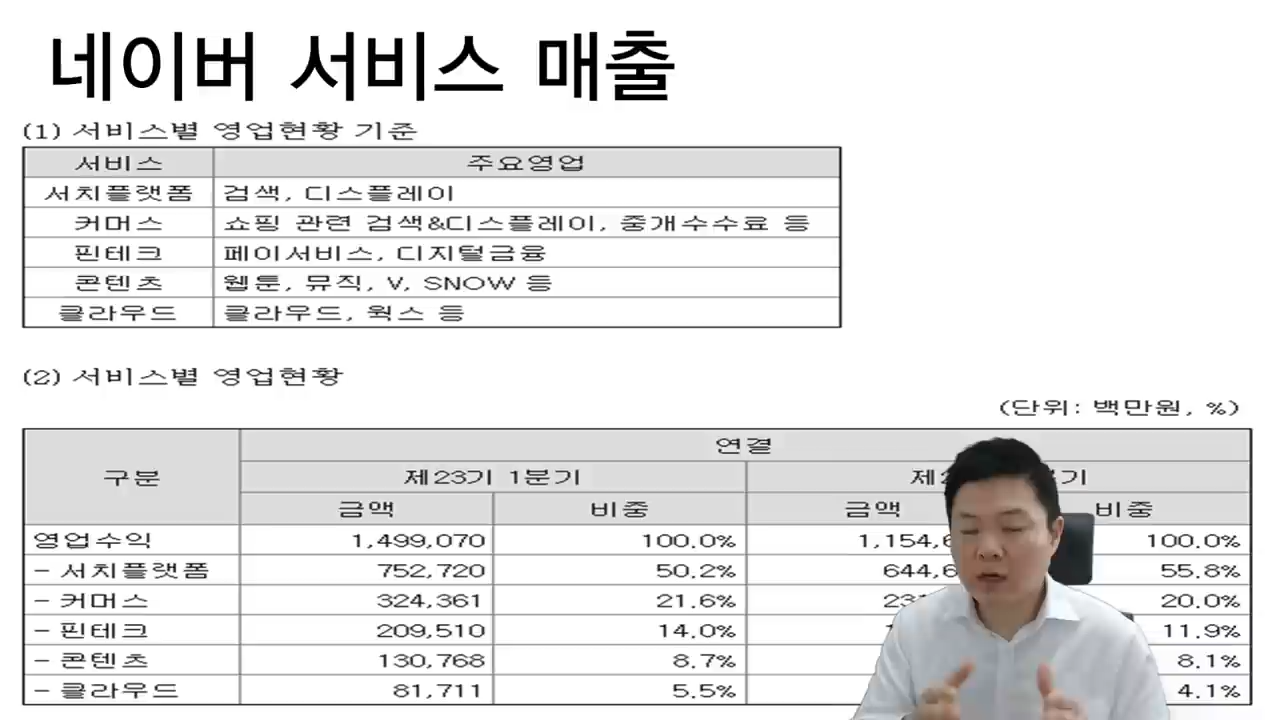 네이버 서비스 매출
(1) 서비스별 영업현황 기준
서비스 주요영업
서치플랫폼 검색, 디스플레이
커머스 쇼핑 관련 검색&디스플레이, 중개수수료 등
핀테크 페이서비스, 디지털금융
콘텐츠 웹툰, 뮤직, V, SNOW 등
클라우드 클라우드, 웍스 등
(2) 서비스별 영업현황
(단위: 백만원, %)
구분 연결
제23기 1분기
금액 비중 금액 비중
영업수익 1,499,070 100.0% 100.0%
- 서치플랫폼 752,720 50.2% 55.8%
- 커머스 324,361 21.6% 20.0%
- 핀테크 209,510 14.0% 11.9%
- 콘텐츠 130,768 8.7% 8.1%
- 클라우드 81,711 5.5% 4.1%